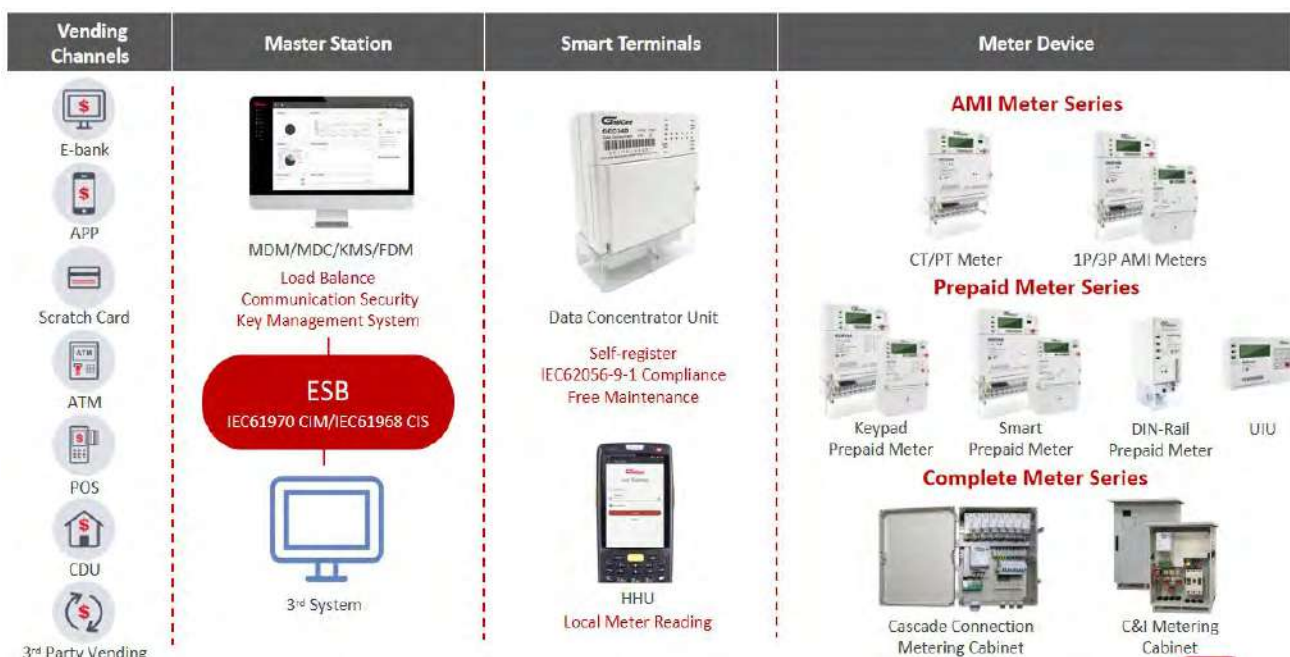 Vending
Channels
Master Station
Smart Terminals
Meter Device
E-bank
APP
Scratch Card
ATM
ATM
POS
CDU
3rd Party Vending
MDM/MDC/KMS/FDM
Load Balance
Communication Security
Key Management System
ESB
IEC61970 CIM/IEC61968 CIS
3rd System
Data Concentrator Unit
Self-register
IEC62056-9-1 Compliance
Free Maintenance
HHU
Local Meter Reading
AMI Meter Series
CT/PT Meter
1P/3P AMI Meters
Prepaid Meter Series
Keypad
Prepaid Meter
Smart
Prepaid Meter
DIN-Rail
Prepaid Meter
UIU
Complete Meter Series
Cascade Connection
Metering Cabinet
C&I Metering
Cabinet